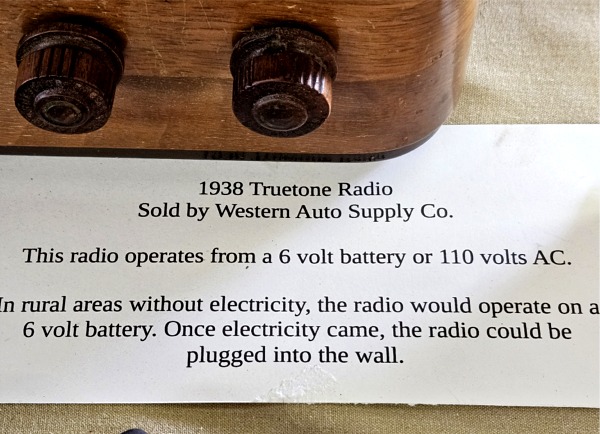 1938 Truetone Radio
Sold by Western Auto Supply Co.
This radio operates from a 6 volt battery or 110 volts AC.
In rural areas without electricity, the radio would operate on a
6 volt battery. Once electricity came, the radio could be
plugged into the wall.